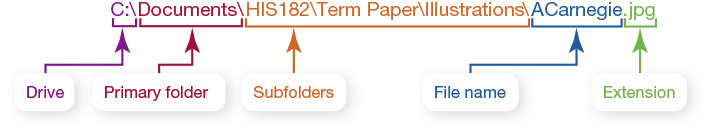 C:\Documents\HIS182\Term Paper\Illustrations\ACarnegie.jpg
Drive Primary folder Subfolders File name Extension